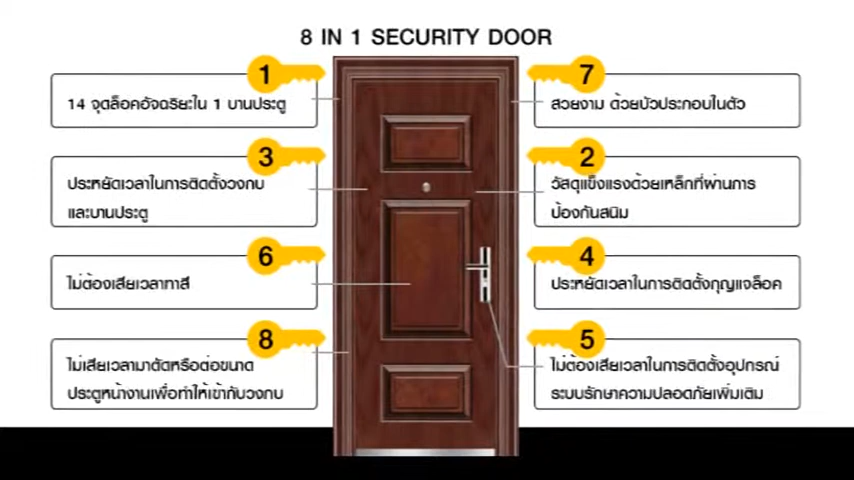 8 IN 1 SECURITY DOOR
1
14 จุดล็อคอัจฉริยะใน 1 บานประตู
7
สวยงาม ด้วยบัวประกอบในตัว
3
ประหยัดเวลาในการติดตั้งวงกบ
และบานประตู
2
วัสดุแข็งแรงด้วยเหล็กที่ผ่านการ
ป้องกันสนิม
6
ไม่ต้องเสียเวลาทาสี
4
ประหยัดเวลาในการติดตั้งกุญแจล็อค
8
ไม่เสียเวลามาตัดหรือต่อขนาด
ประตูหน้างานเพื่อทำให้เข้ากับวงกบ
5
ไม่ต้องเสียเวลาในการติดตั้งอุปกรณ์
ระบบรักษาความปลอดภัยเพิ่มเติม